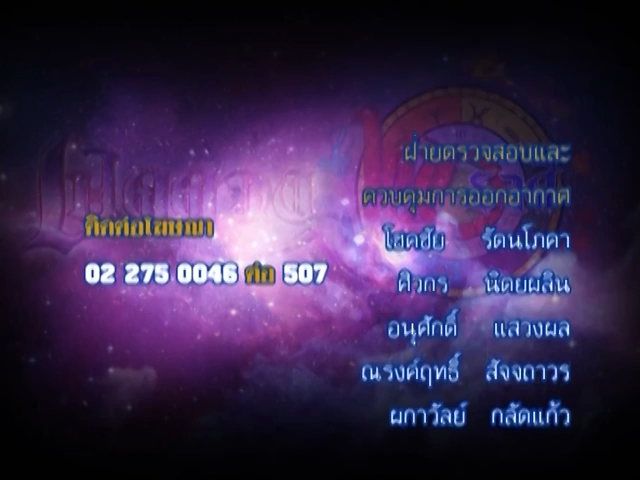 ติดต่อโฆษณา
02 275 0046 ต่อ 507
ฝ่ายตรวจสอบและ
ควบคุมการออกอากาศ
โชคชัย รัตนโภคา
ศิวกร นิตยผลิน
อนุศักดิ์ แสวงผล
ณรงค์ฤทธิ์ สัจจถาวร
ผกาวัลย์ กลัดแก้ว